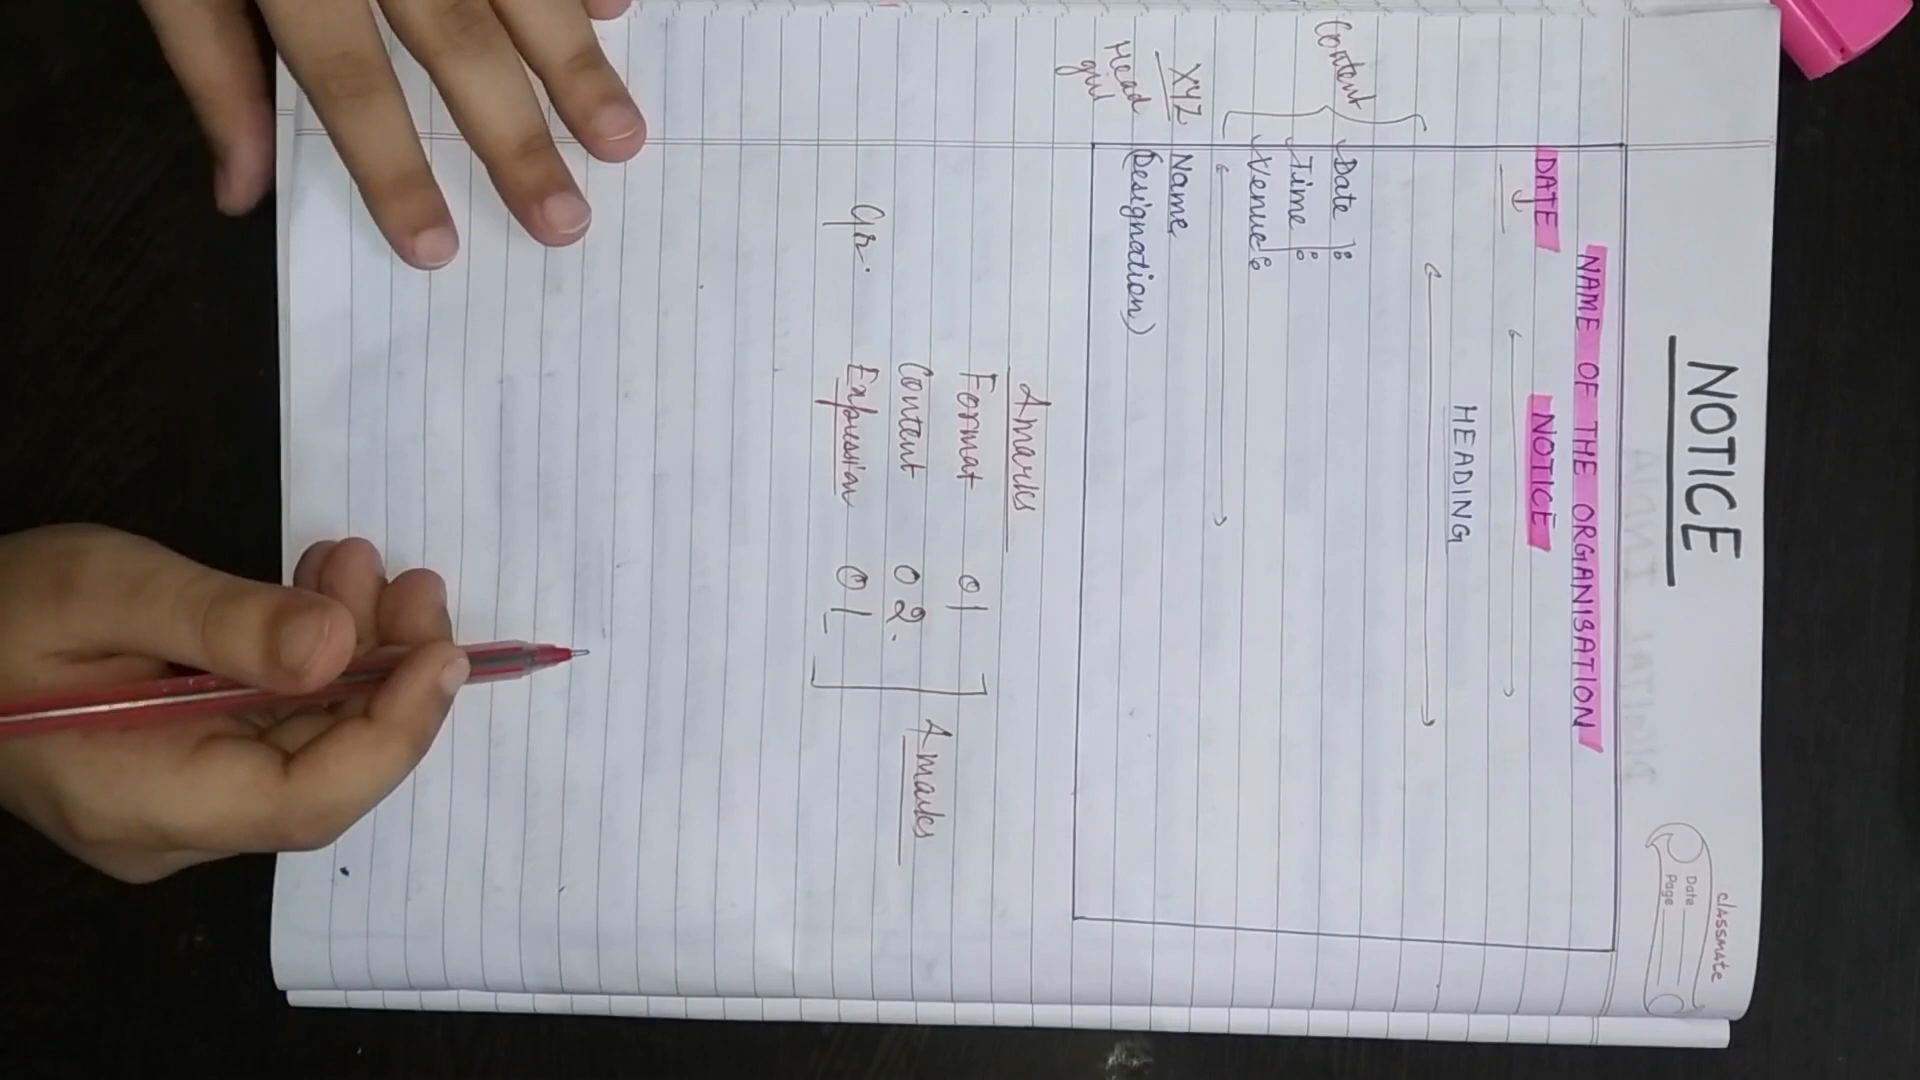 classmate
Date
Page
NOTICE
NAME OF THE ORGANISATION
DATE NOTICE
HEADING
Content
Date :
Time :
Venue :
XYZ Name
Head girl (Designation)
4 marks
Format 01
Content 02.
Gr. Expression 01
4 marks